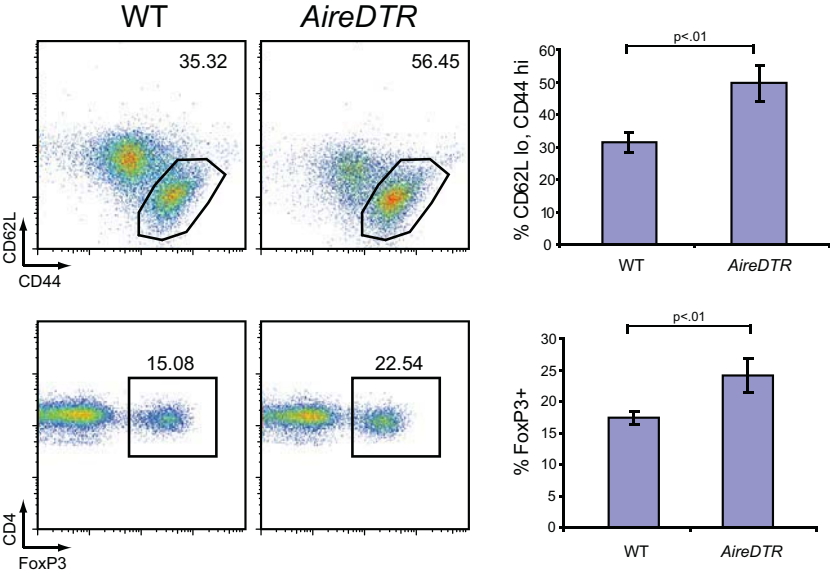 WT
AireDTR
35.32
56.45
CD62L
CD44
% CD62L lo, CD44 hi
60
50
40
30
20
10
0
p<.01
WT
AireDTR
15.08
22.54
CD4
FoxP3
% FoxP3+
30
25
20
15
10
5
0
p<.01
WT
AireDTR